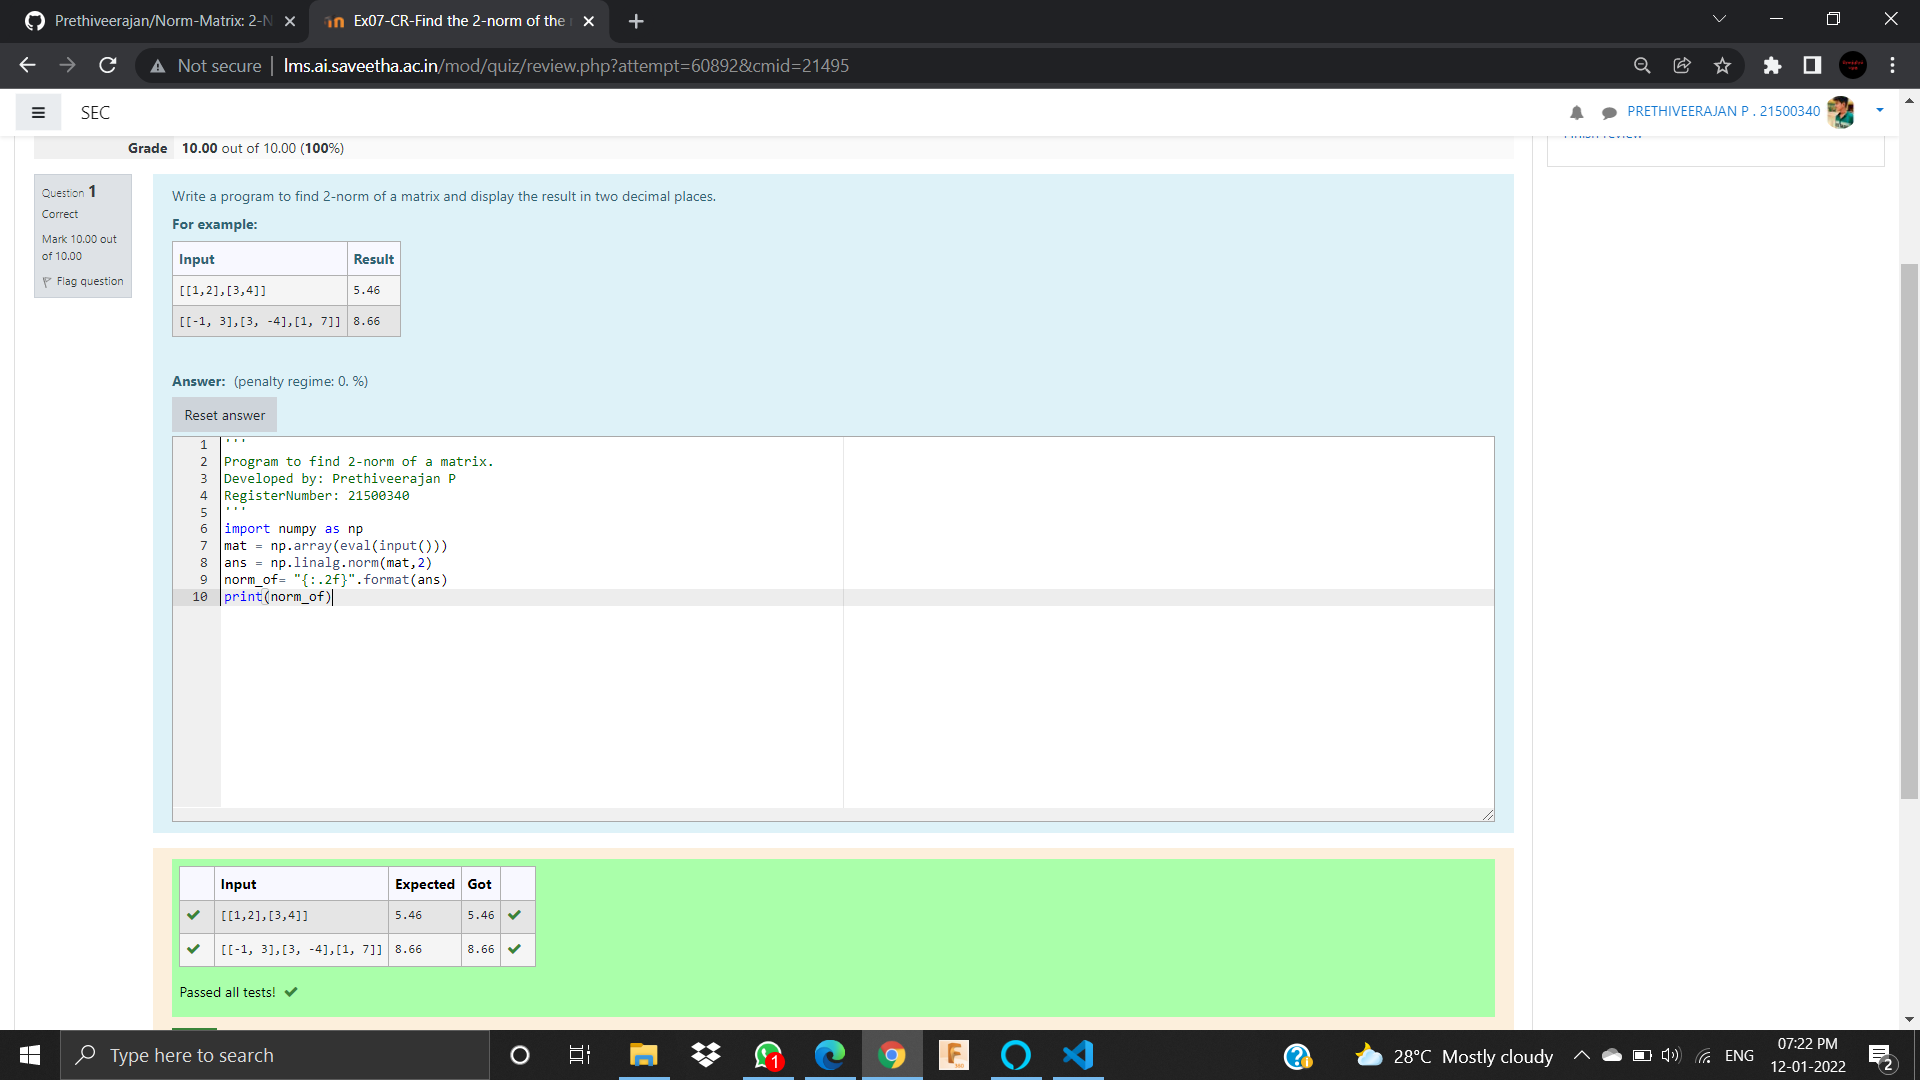 Prethiveerajan/Norm-Matrix: 2-N
Ex07-CR-Find the 2-norm of the
Not secure | lms.ai.saveetha.ac.in/mod/quiz/review.php?attempt=60892&cmid=21495
SEC
PRETHIVEERAJAN P . 21500340
Finish review
Grade 10.00 out of 10.00 (100%)
Question 1
Correct
Mark 10.00 out
of 10.00
Flag question
Write a program to find 2-norm of a matrix and display the result in two decimal places.
For example:
Input Result
[[1,2],[3,4]] 5.46
[[-1, 3],[3, -4],[1, 7]] 8.66
Answer: (penalty regime: 0. %)
Reset answer
1 '''
2 Program to find 2-norm of a matrix.
3 Developed by: Prethiveerajan P
4 RegisterNumber: 21500340
5 '''
6 import numpy as np
7 mat = np.array(eval(input()))
8 ans = np.linalg.norm(mat,2)
9 norm_of= "{:.2f}".format(ans)
10 print(norm_of)
Input Expected Got
[[1,2],[3,4]] 5.46 5.46
[[-1, 3],[3, -4],[1, 7]] 8.66 8.66
Passed all tests!
Type here to search
1
28°C Mostly cloudy
ENG
07:22 PM
12-01-2022
2